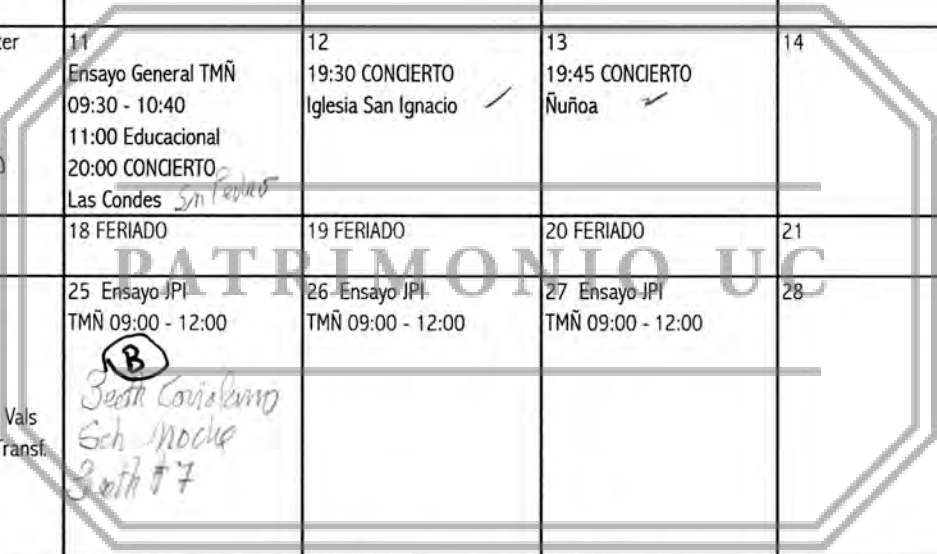 ter
11
Ensayo General TMÑ
09:30 - 10:40
11:00 Educacional
20:00 CONCIERTO
Las Condes Sn Pedro
12
19:30 CONCIERTO
Iglesia San Ignacio
13
19:45 CONCIERTO
Ñuñoa
14
18 FERIADO
19 FERIADO
20 FERIADO
21
PATRIMONIO UC
25 Ensayo JPI
TMÑ 09:00 - 12:00
B
Beeth Coriolano
Sch Noche
Beeth # 7
26 Ensayo JPI
TMÑ 09:00 - 12:00
27 Ensayo JPI
TMÑ 09:00 - 12:00
28
Vals
Transf.